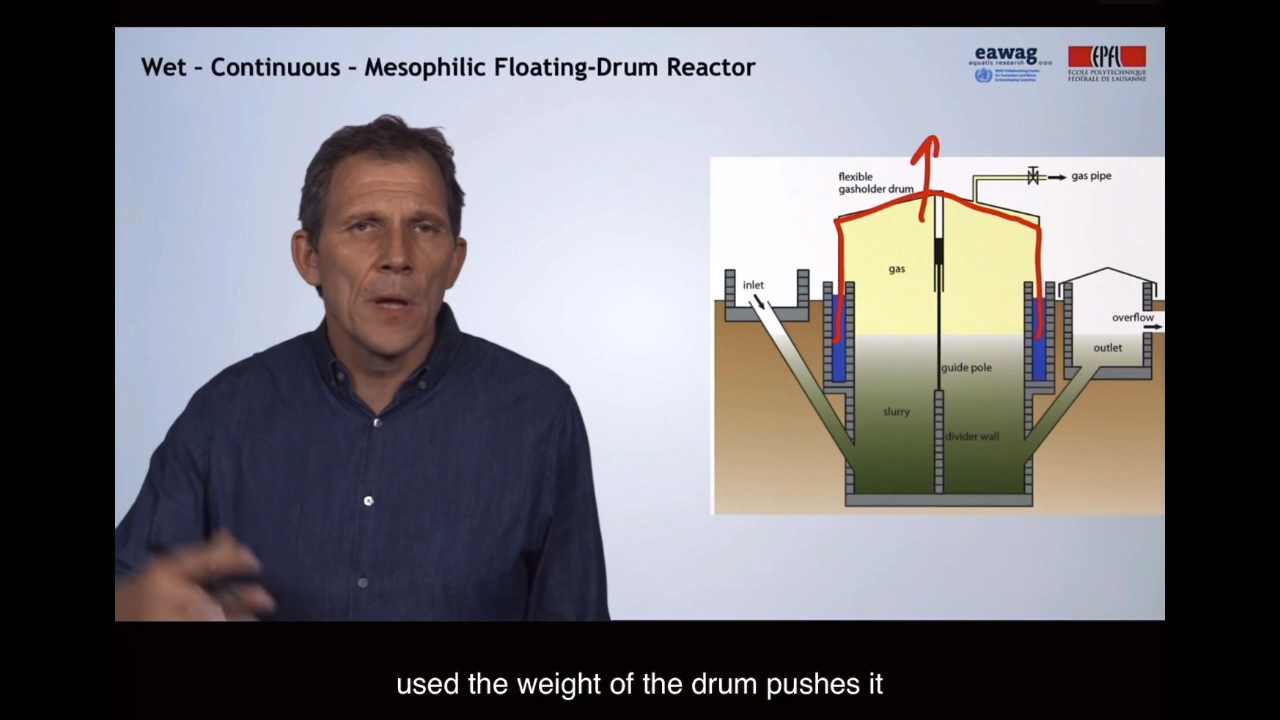 Wet – Continuous – Mesophilic Floating-Drum Reactor
eawag
aquatic research
EPFL
ÉCOLE POLYTECHNIQUE
FÉDÉRALE DE LAUSANNE
flexible
gasholder drum
gas pipe
gas
inlet
overflow
outlet
guide pole
slurry
divider wall
used the weight of the drum pushes it